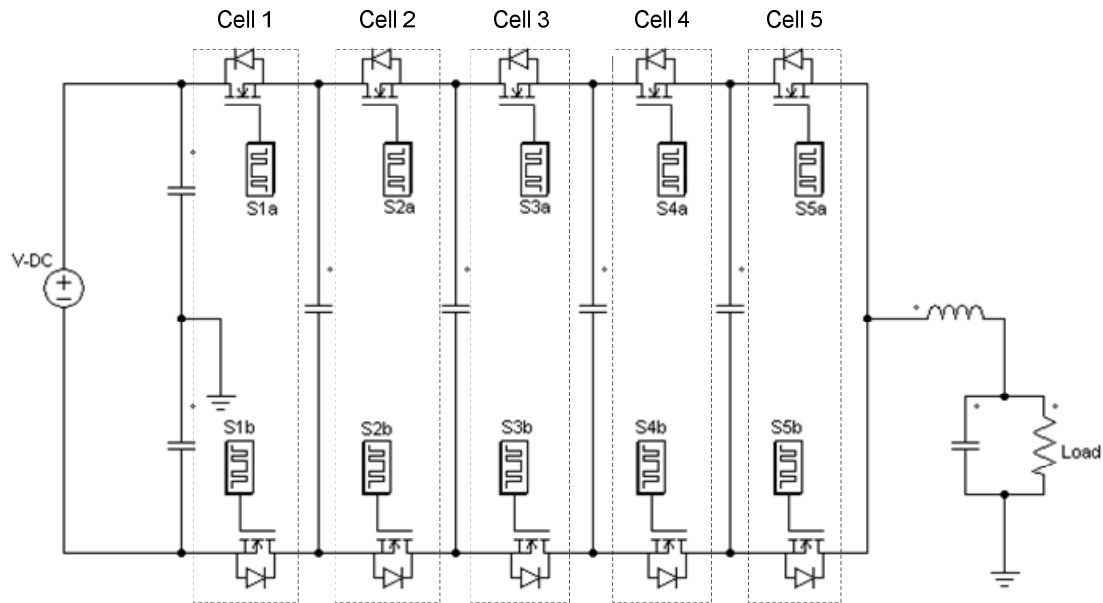 Cell 1 Cell 2 Cell 3 Cell 4 Cell 5
S1a S2a S3a S4a S5a
V-DC
S1b S2b S3b S4b S5b
Load